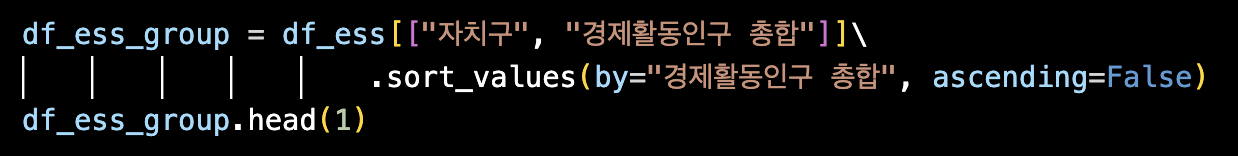 df_ess_group = df_ess[["자치구", "경제활동인구 총합"]]\
.sort_values(by="경제활동인구 총합", ascending=False)
df_ess_group.head(1)